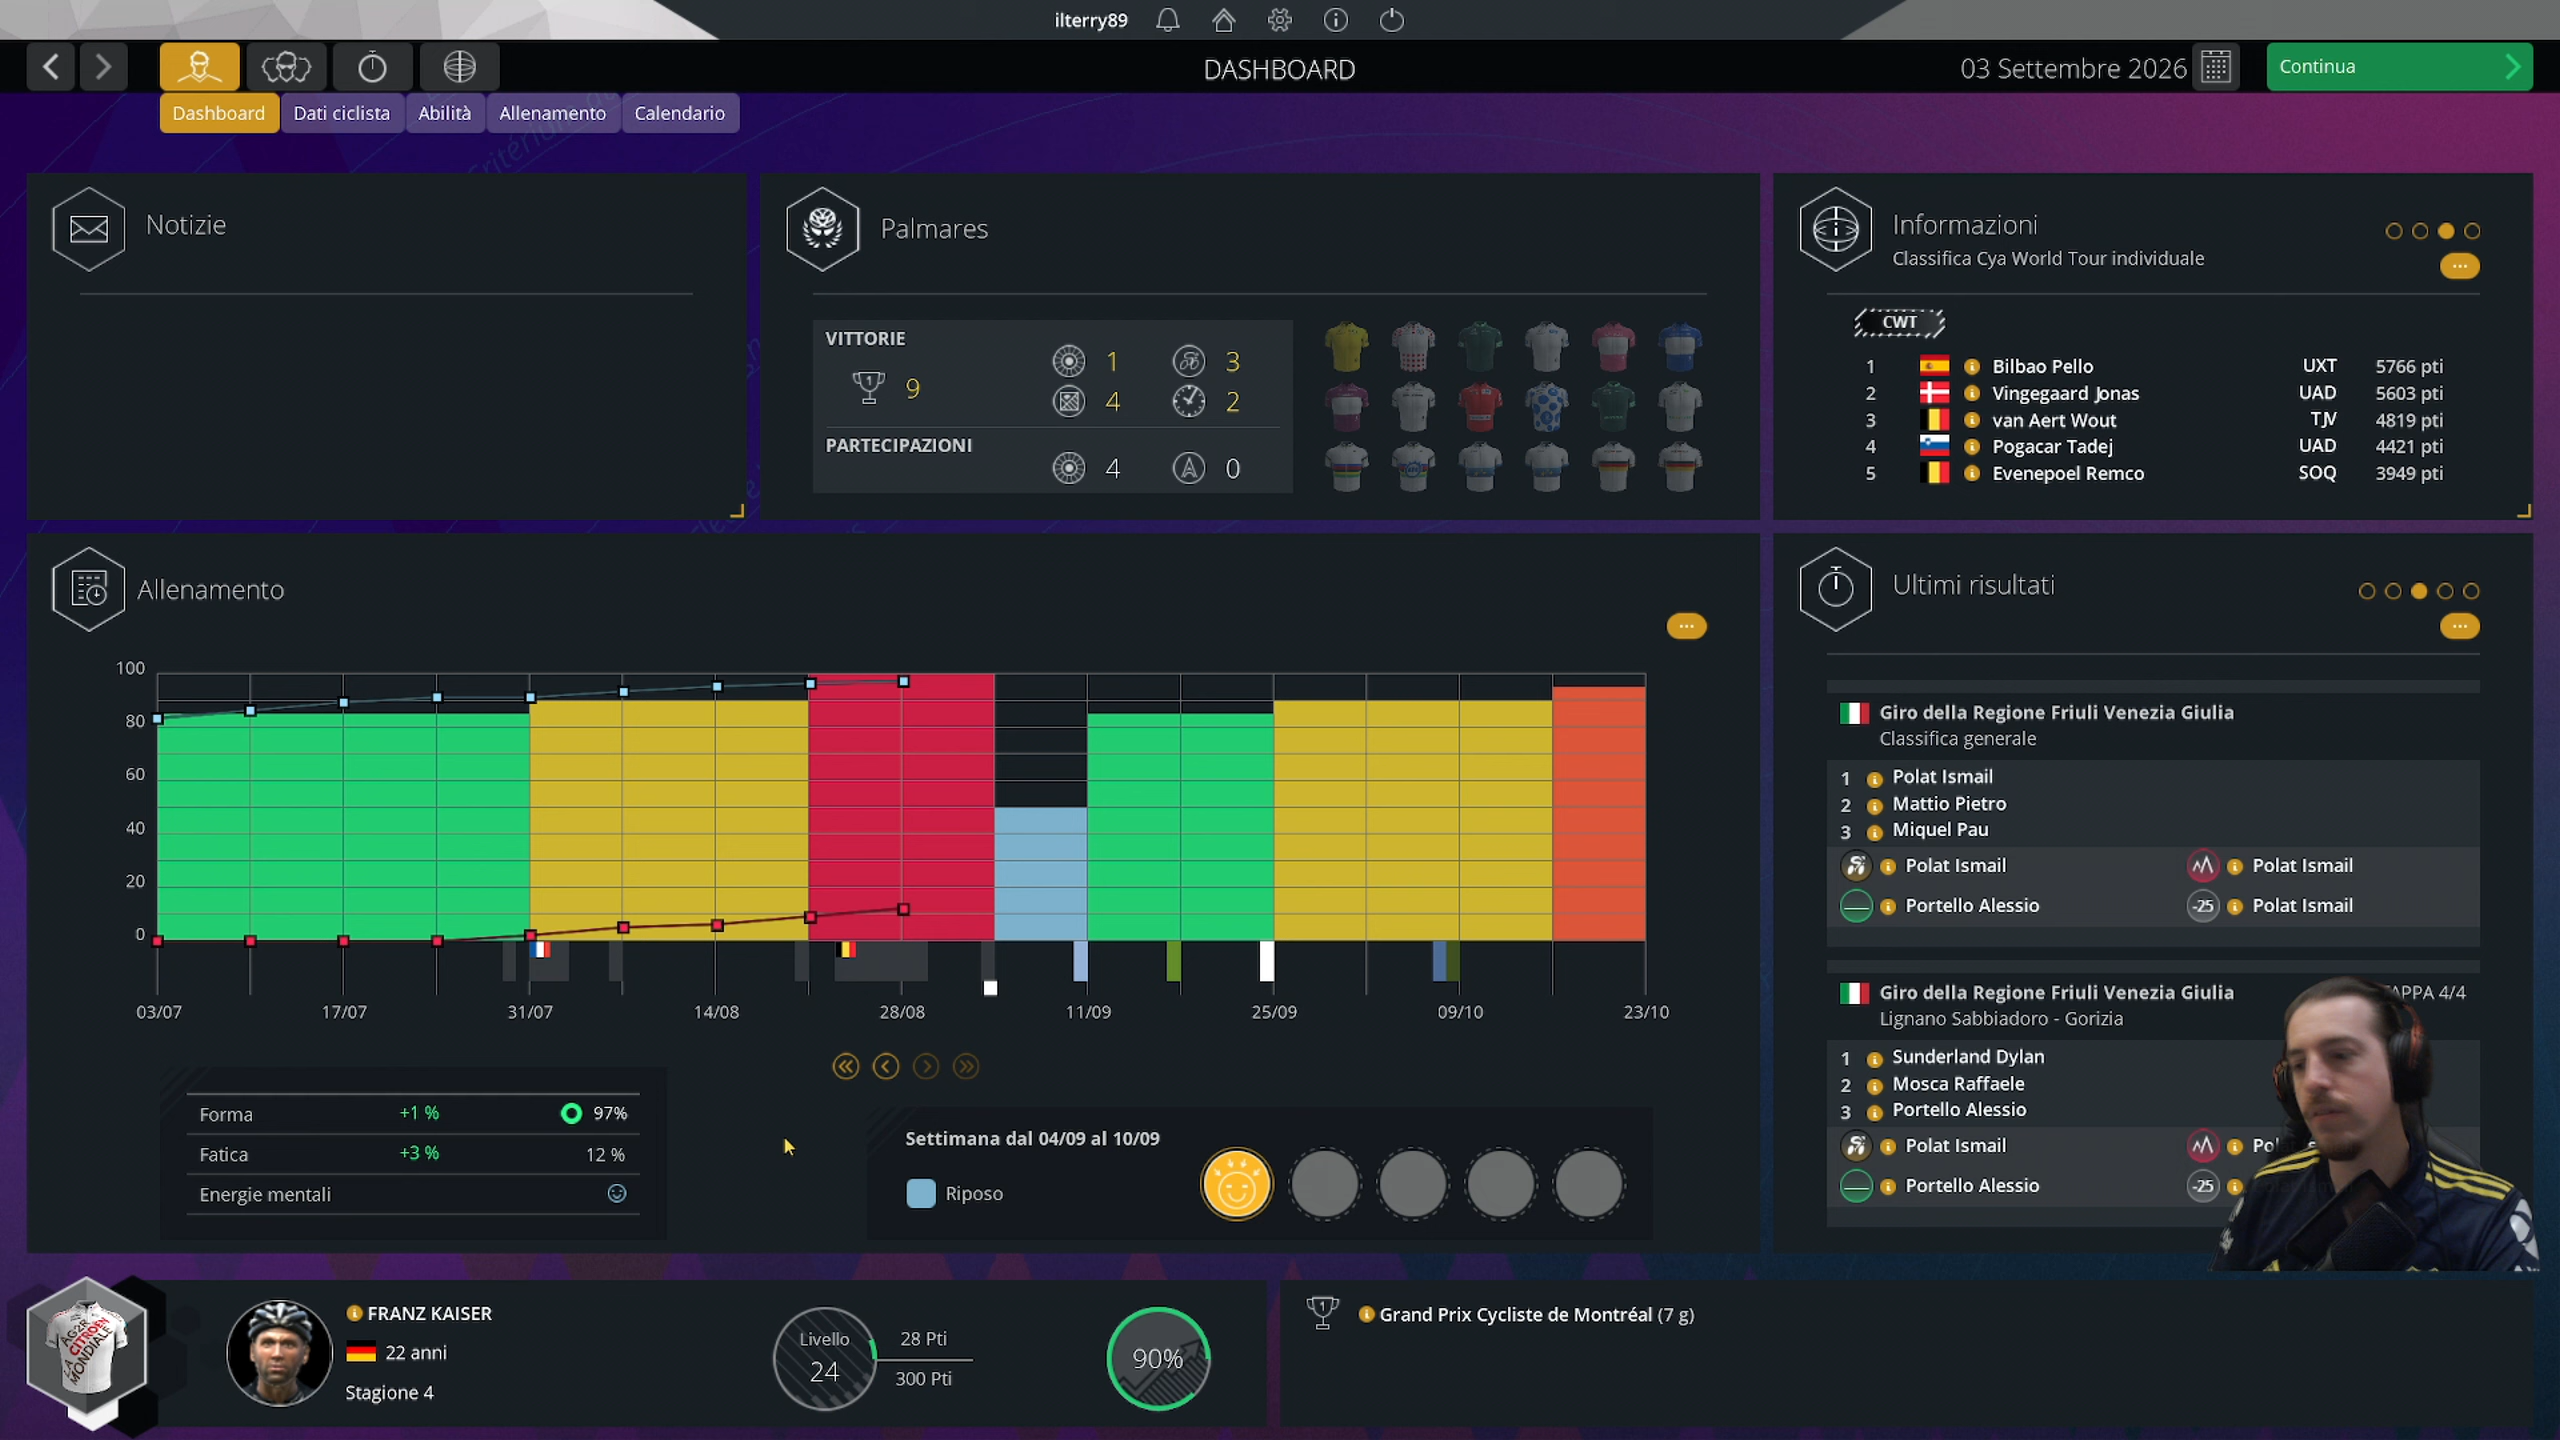 ilterry89
DASHBOARD
03 Settembre 2026
Continua
Dashboard
Dati ciclista
Abilità
Allenamento
Calendario
Notizie
Palmares
VITTORIE
9
1
3
4
2
PARTECIPAZIONI
4
0
Informazioni
Classifica Cya World Tour individuale
CWT
1 Bilbao Pello UXT 5766 pti
2 Vingegaard Jonas UAD 5603 pti
3 van Aert Wout TJV 4819 pti
4 Pogacar Tadej UAD 4421 pti
5 Evenepoel Remco SOQ 3949 pti
Allenamento
100
80
60
40
20
0
03/07 17/07 31/07 14/08 28/08 11/09 25/09 09/10 23/10
Forma +1 % 97%
Fatica +3 % 12 %
Energie mentali
Settimana dal 04/09 al 10/09
Riposo
Ultimi risultati
Giro della Regione Friuli Venezia Giulia
Classifica generale
1 Polat Ismail
2 Mattio Pietro
3 Miquel Pau
Polat Ismail Polat Ismail
Portello Alessio -25 Polat Ismail
Giro della Regione Friuli Venezia Giulia 4/4
Lignano Sabbiadoro - Gorizia
1 Sunderland Dylan
2 Mosca Raffaele
3 Portello Alessio
Polat Ismail
Portello Alessio -25
AG2R
CITROËN
MONDIALE
FRANZ KAISER
22 anni
Stagione 4
Livello
24
28 Pti
300 Pti
90%
1
Grand Prix Cycliste de Montréal (7 g)